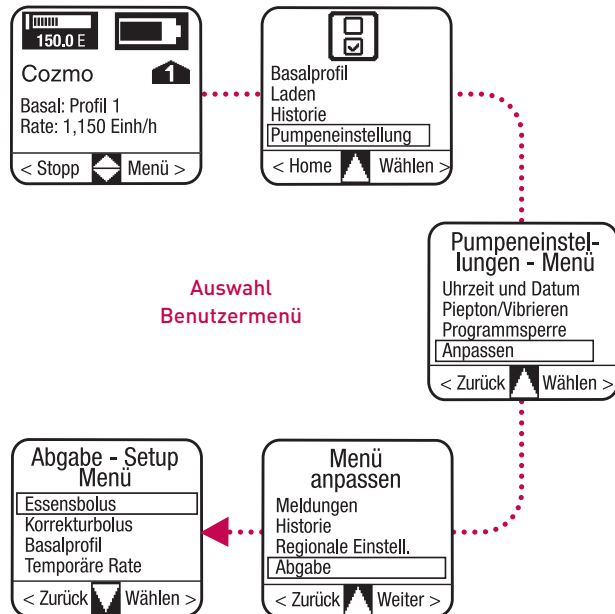 150.0 E
Cozmo 1
Basal: Profil 1
Rate: 1,150 Einh/h
< Stopp Menü >
Basalprofil
Laden
Historie
Pumpeneinstellung
< Home Wählen >
Pumpeneinstel-
lungen - Menü
Uhrzeit und Datum
Piepton/Vibrieren
Programmsperre
Anpassen
< Zurück Wählen >
Auswahl
Benutzermenü
Menü
anpassen
Meldungen
Historie
Regionale Einstell.
Abgabe
< Zurück Weiter >
Abgabe - Setup
Menü
Essensbolus
Korrekturbolus
Basalprofil
Temporäre Rate
< Zurück Wählen >